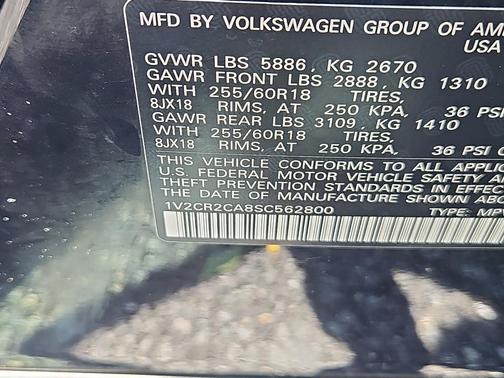 MFD BY VOLKSWAGEN GROUP OF AM
USA
GVWR LBS 5886 , KG 2670
GAWR FRONT LBS 2888 , KG 1310
WITH 255/60R18 TIRES,
8JX18 RIMS, AT 250 KPA, 36 PSI
GAWR REAR LBS 3109 , KG 1410
WITH 255/60R18 TIRES,
8JX18 RIMS, AT 250 KPA, 36 PSI C
THIS VEHICLE CONFORMS TO ALL APPLIC
U.S. FEDERAL MOTOR VEHICLE SAFETY A
THEFT PREVENTION STANDARDS IN EFFEC
THE DATE OF MANUFACTURE SHOWN ABO
1V2CR2CA8SC562800 TYPE: MP